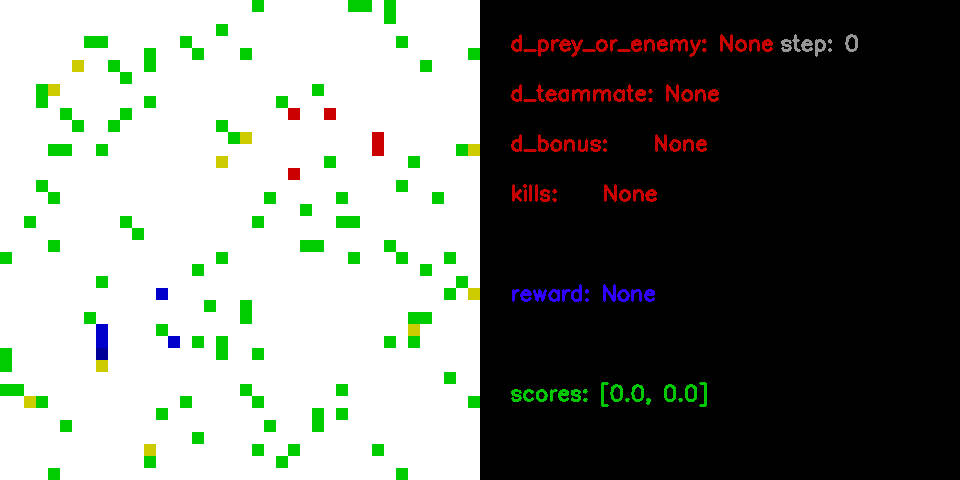 d_prey_or_enemy: None step: 0
d_teammate: None
d_bonus: None
kills: None
reward: None
scores: [0.0, 0.0]